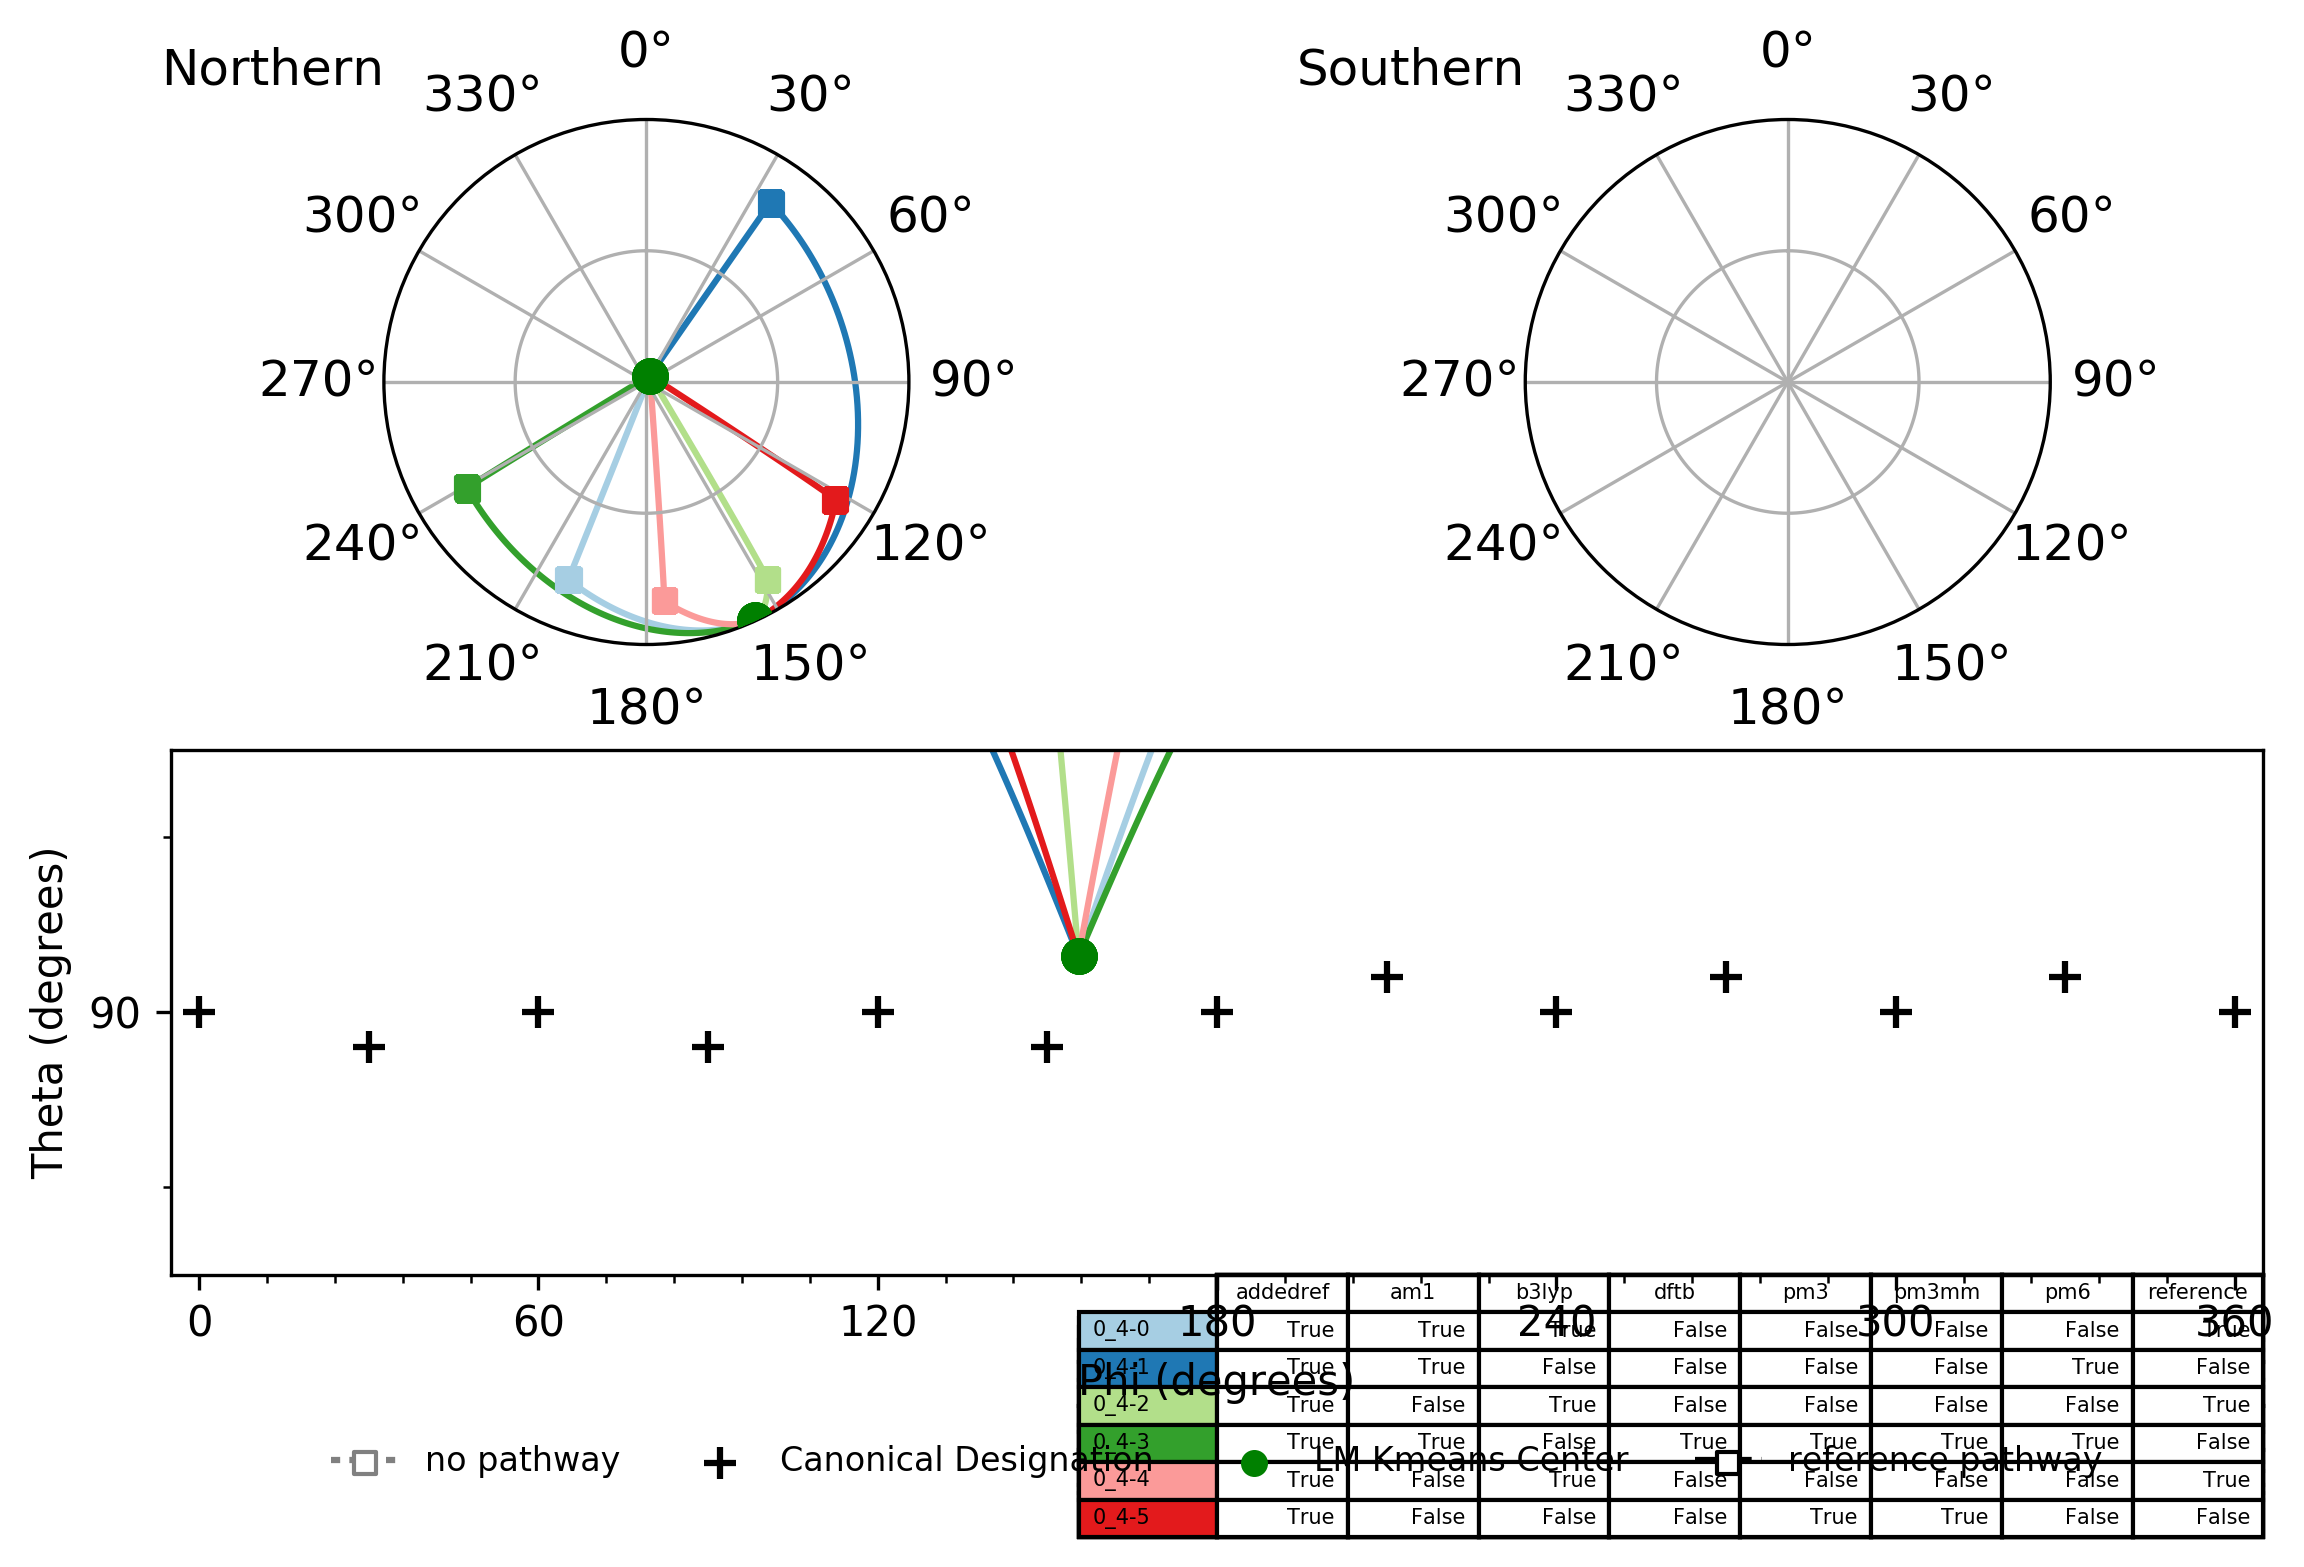 Northern
0°
30°
60°
90°
120°
150°
180°
210°
240°
270°
300°
330°
Southern
0°
30°
60°
90°
120°
150°
180°
210°
240°
270°
300°
330°
Theta (degrees)
90
0 60 120 180 240 300 360
Phi (degrees)
addedref am1 b3lyp dftb pm3 pm3mm pm6 reference
0_4-0 True True True False False False False True
0_4-1 True True False False False False True False
0_4-2 True False True False False False False True
0_4-3 True True False True True True True False
0_4-4 True False True False False False False True
0_4-5 True False False False True True False False
no pathway Canonical Designation LM Kmeans Center reference pathway